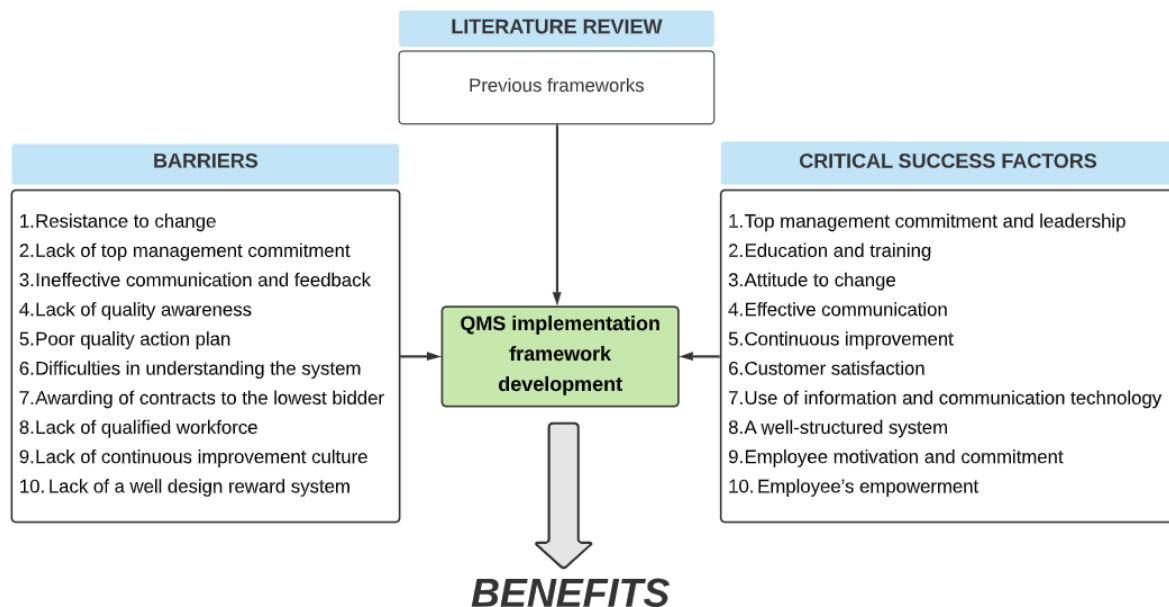 LITERATURE REVIEW
Previous frameworks
BARRIERS
1.Resistance to change
2.Lack of top management commitment
3.Ineffective communication and feedback
4.Lack of quality awareness
5.Poor quality action plan
6.Difficulties in understanding the system
7.Awarding of contracts to the lowest bidder
8.Lack of qualified workforce
9.Lack of continuous improvement culture
10. Lack of a well design reward system
QMS implementation
framework
development
CRITICAL SUCCESS FACTORS
1.Top management commitment and leadership
2.Education and training
3.Attitude to change
4.Effective communication
5.Continuous improvement
6.Customer satisfaction
7.Use of information and communication technology
8.A well-structured system
9.Employee motivation and commitment
10. Employee’s empowerment
BENEFITS